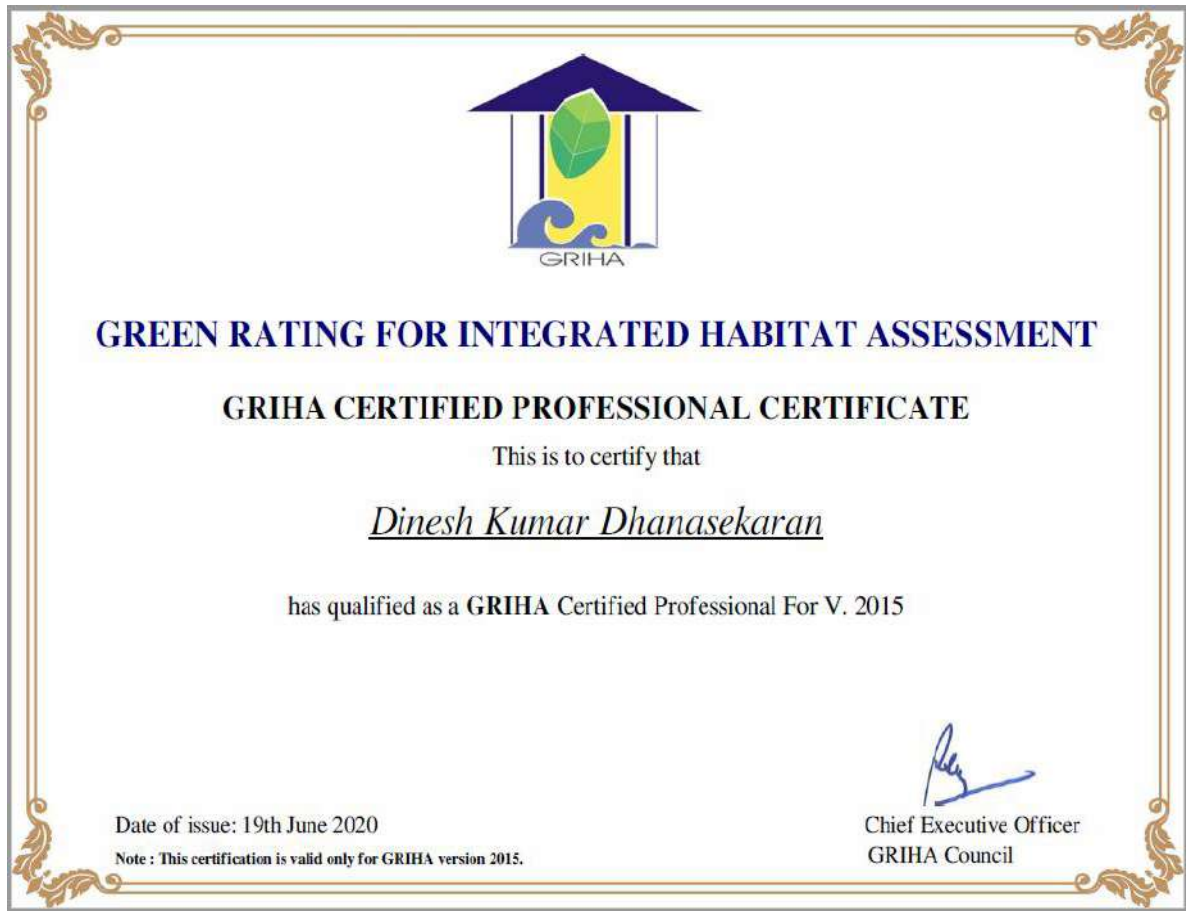 GRIHA
GREEN RATING FOR INTEGRATED HABITAT ASSESSMENT
GRIHA CERTIFIED PROFESSIONAL CERTIFICATE
This is to certify that
Dinesh Kumar Dhanasekaran
has qualified as a GRIHA Certified Professional For V. 2015
Date of issue: 19th June 2020
Note : This certification is valid only for GRIHA version 2015.
Chief Executive Officer
GRIHA Council